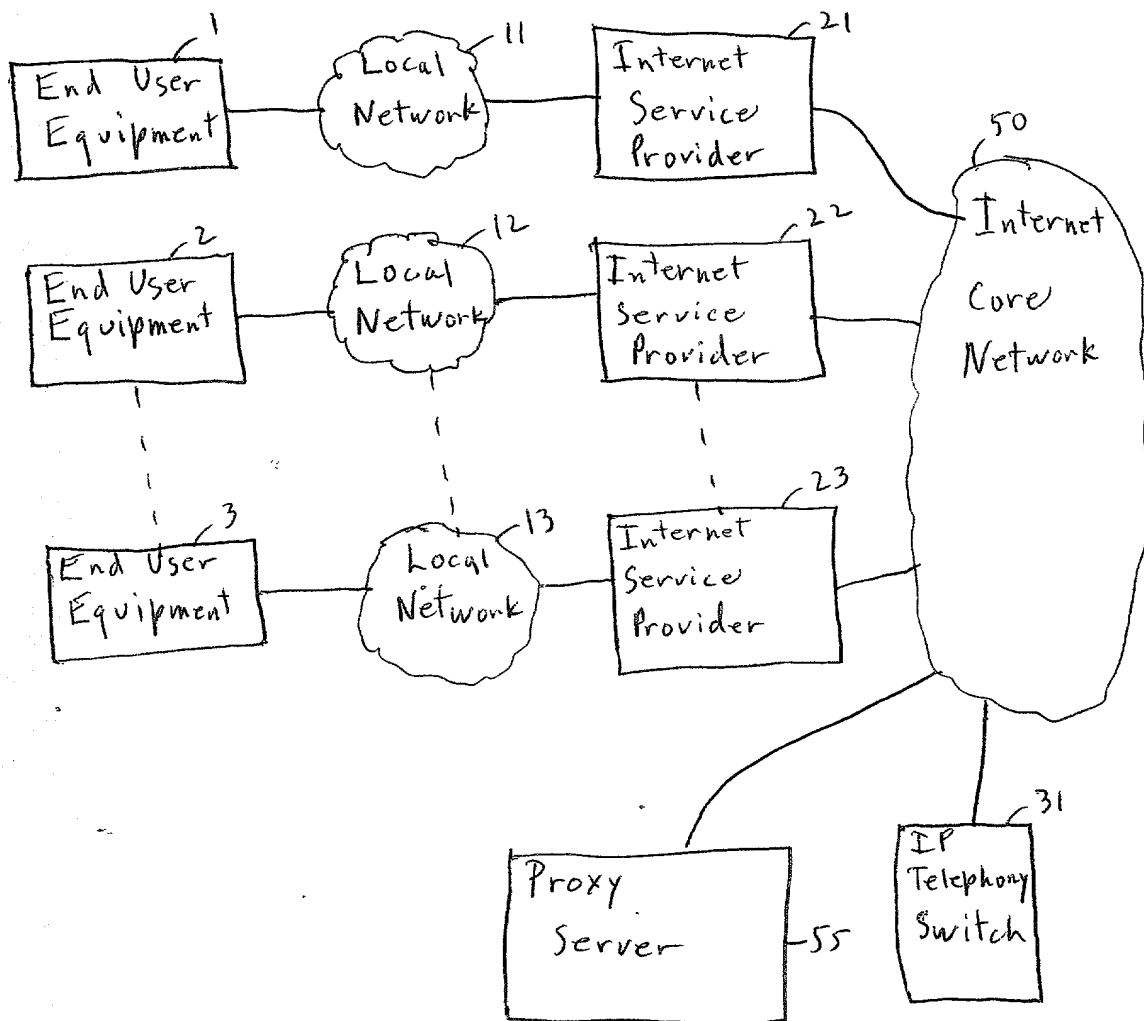 1
End User
Equipment
11
Local
Network
21
Internet
Service
Provider
50
Internet
Core
Network
2
End User
Equipment
12
Local
Network
22
Internet
Service
Provider
3
End User
Equipment
13
Local
Network
23
Internet
Service
Provider
Proxy
Server
55
31
IP
Telephony
Switch